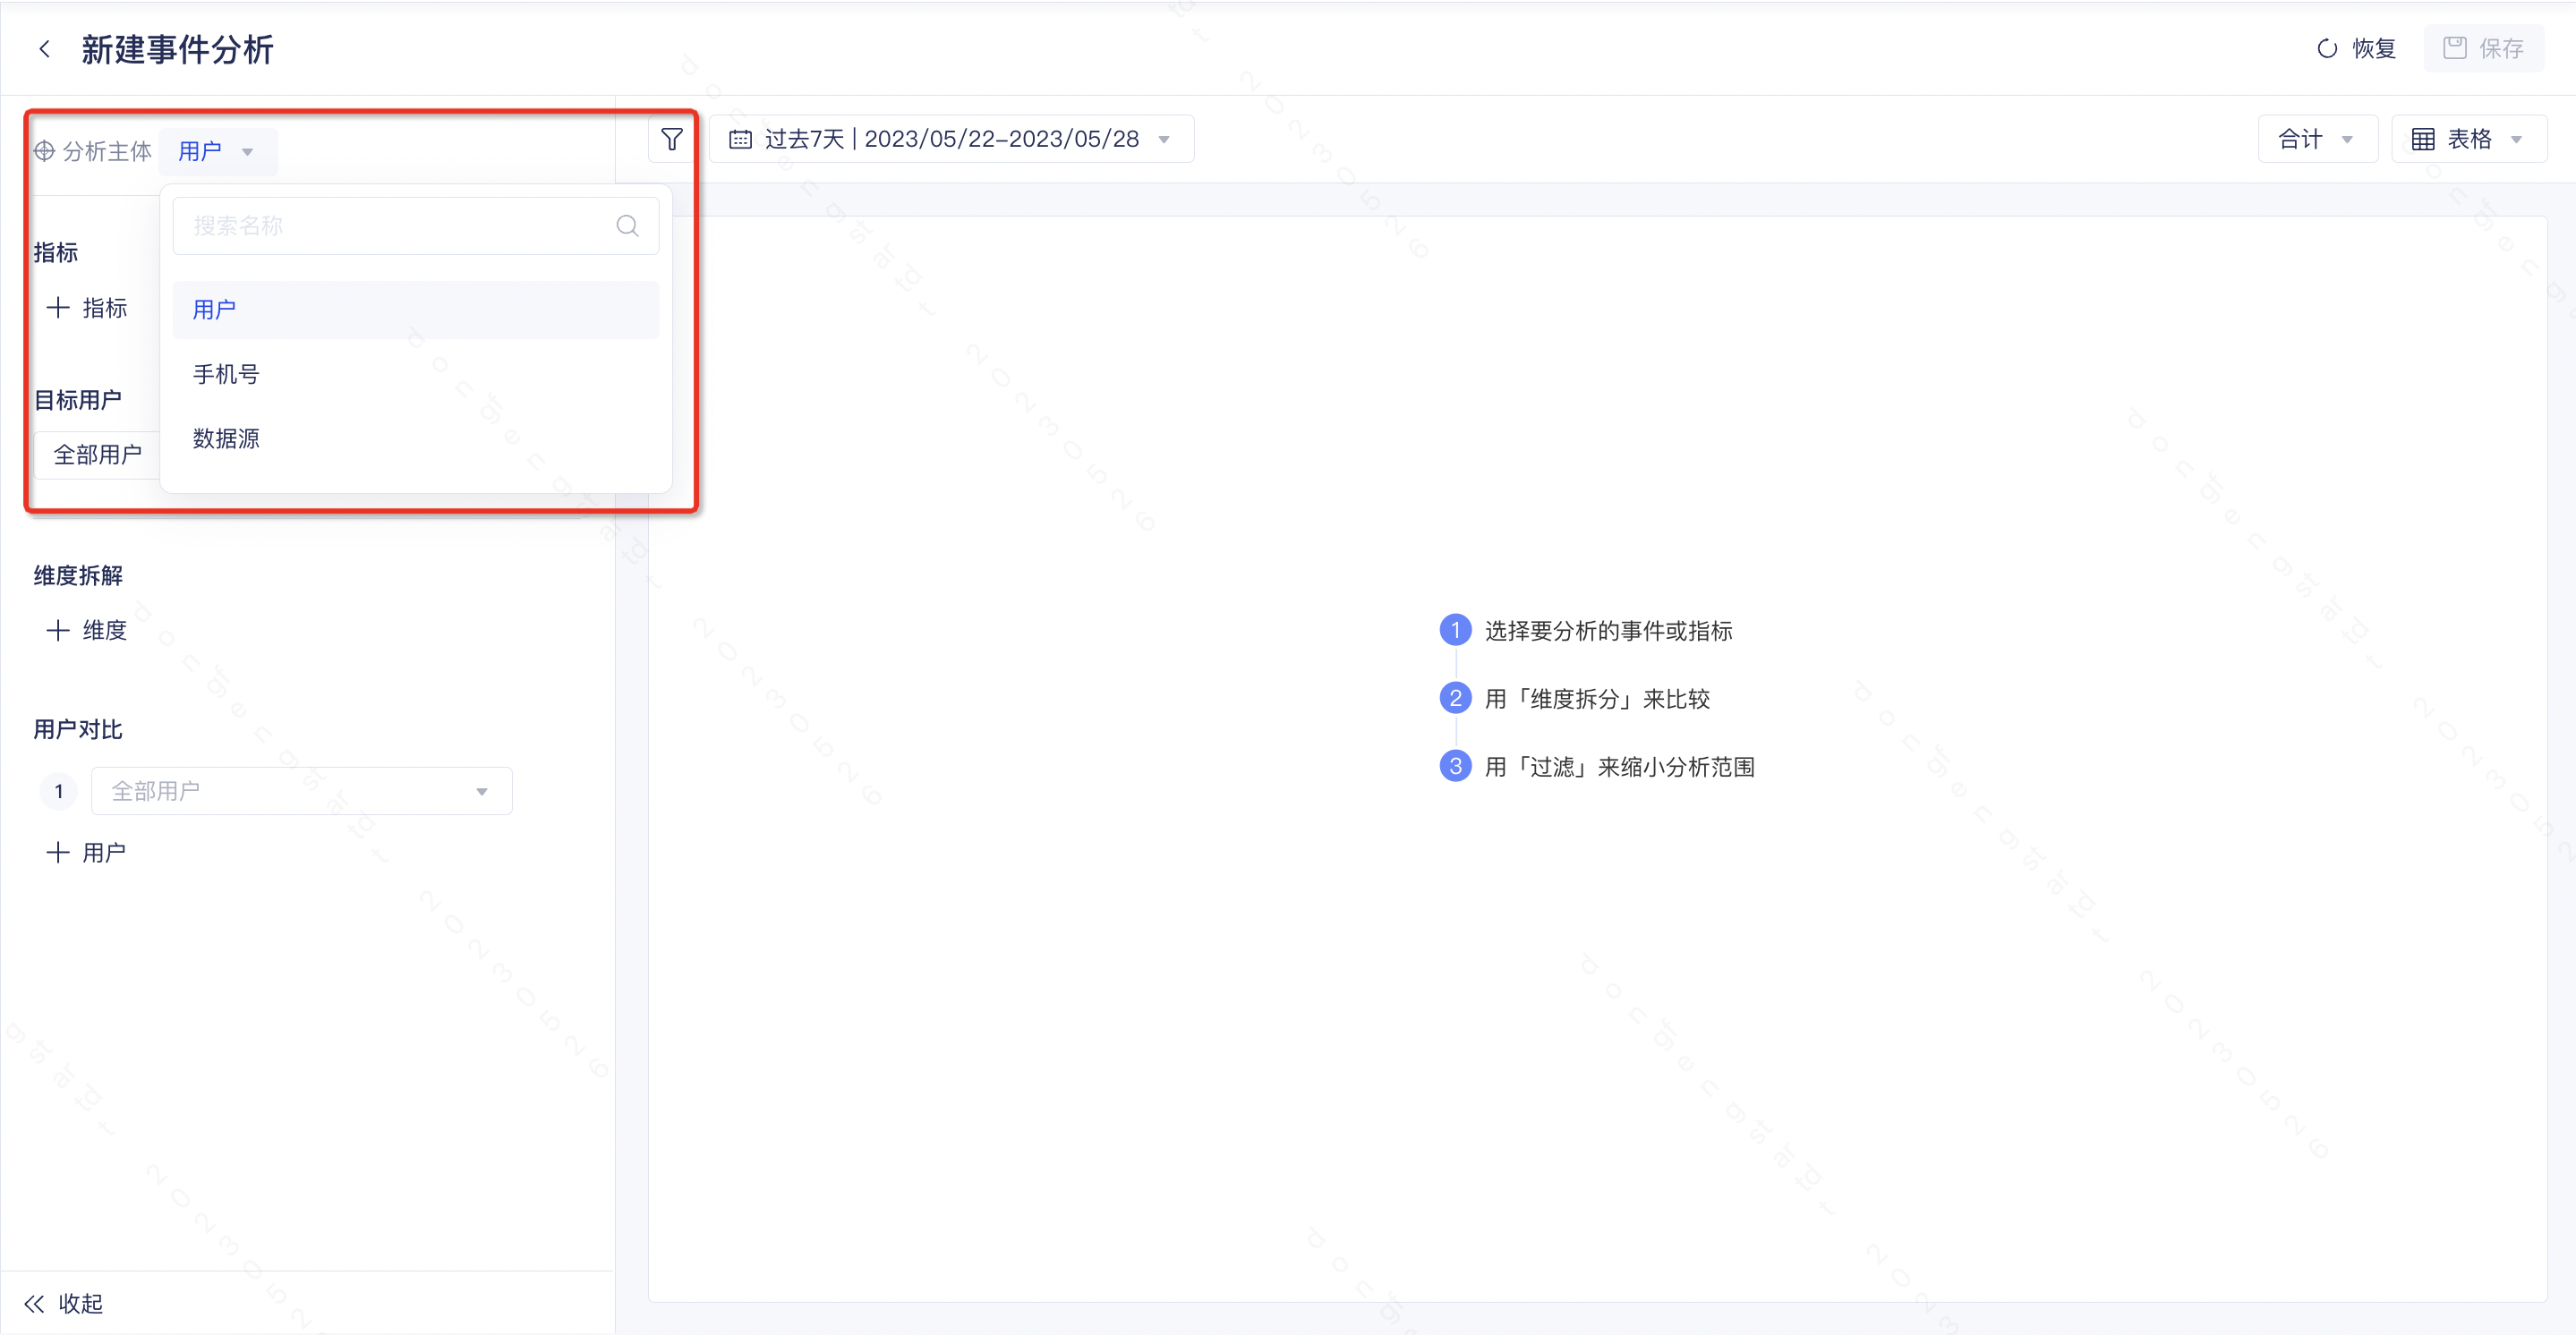 新建事件分析
恢复
保存
分析主体
用户
过去7天 | 2023/05/22-2023/05/28
合计
表格
搜索名称
用户
手机号
数据源
指标
指标
目标用户
全部用户
维度拆解
维度
用户对比
1 全部用户
用户
1 选择要分析的事件或指标
2 用「维度拆分」来比较
3 用「过滤」来缩小分析范围
收起